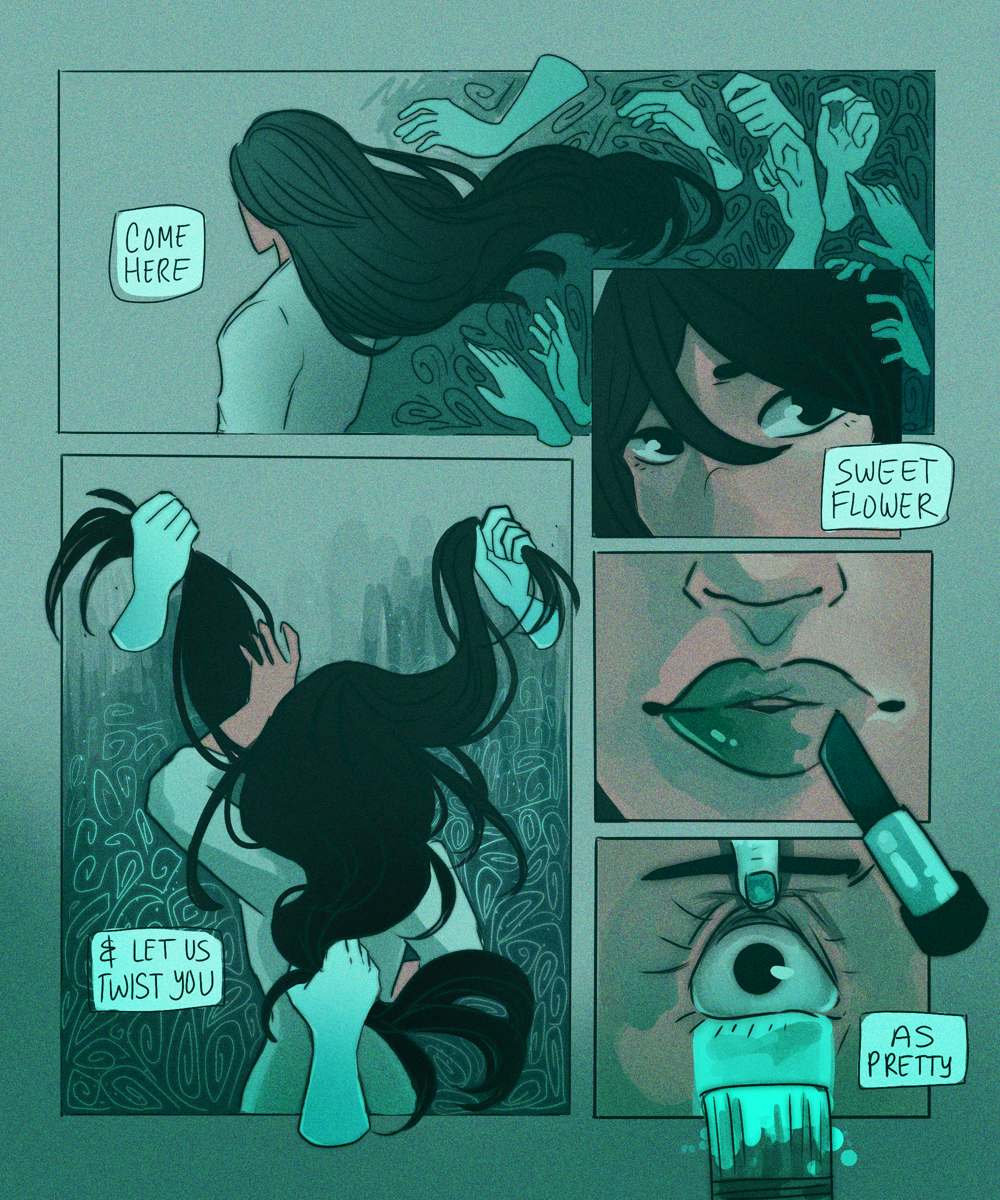 COME
HERE
SWEET
FLOWER
& LET US
TWIST YOU
AS
PRETTY